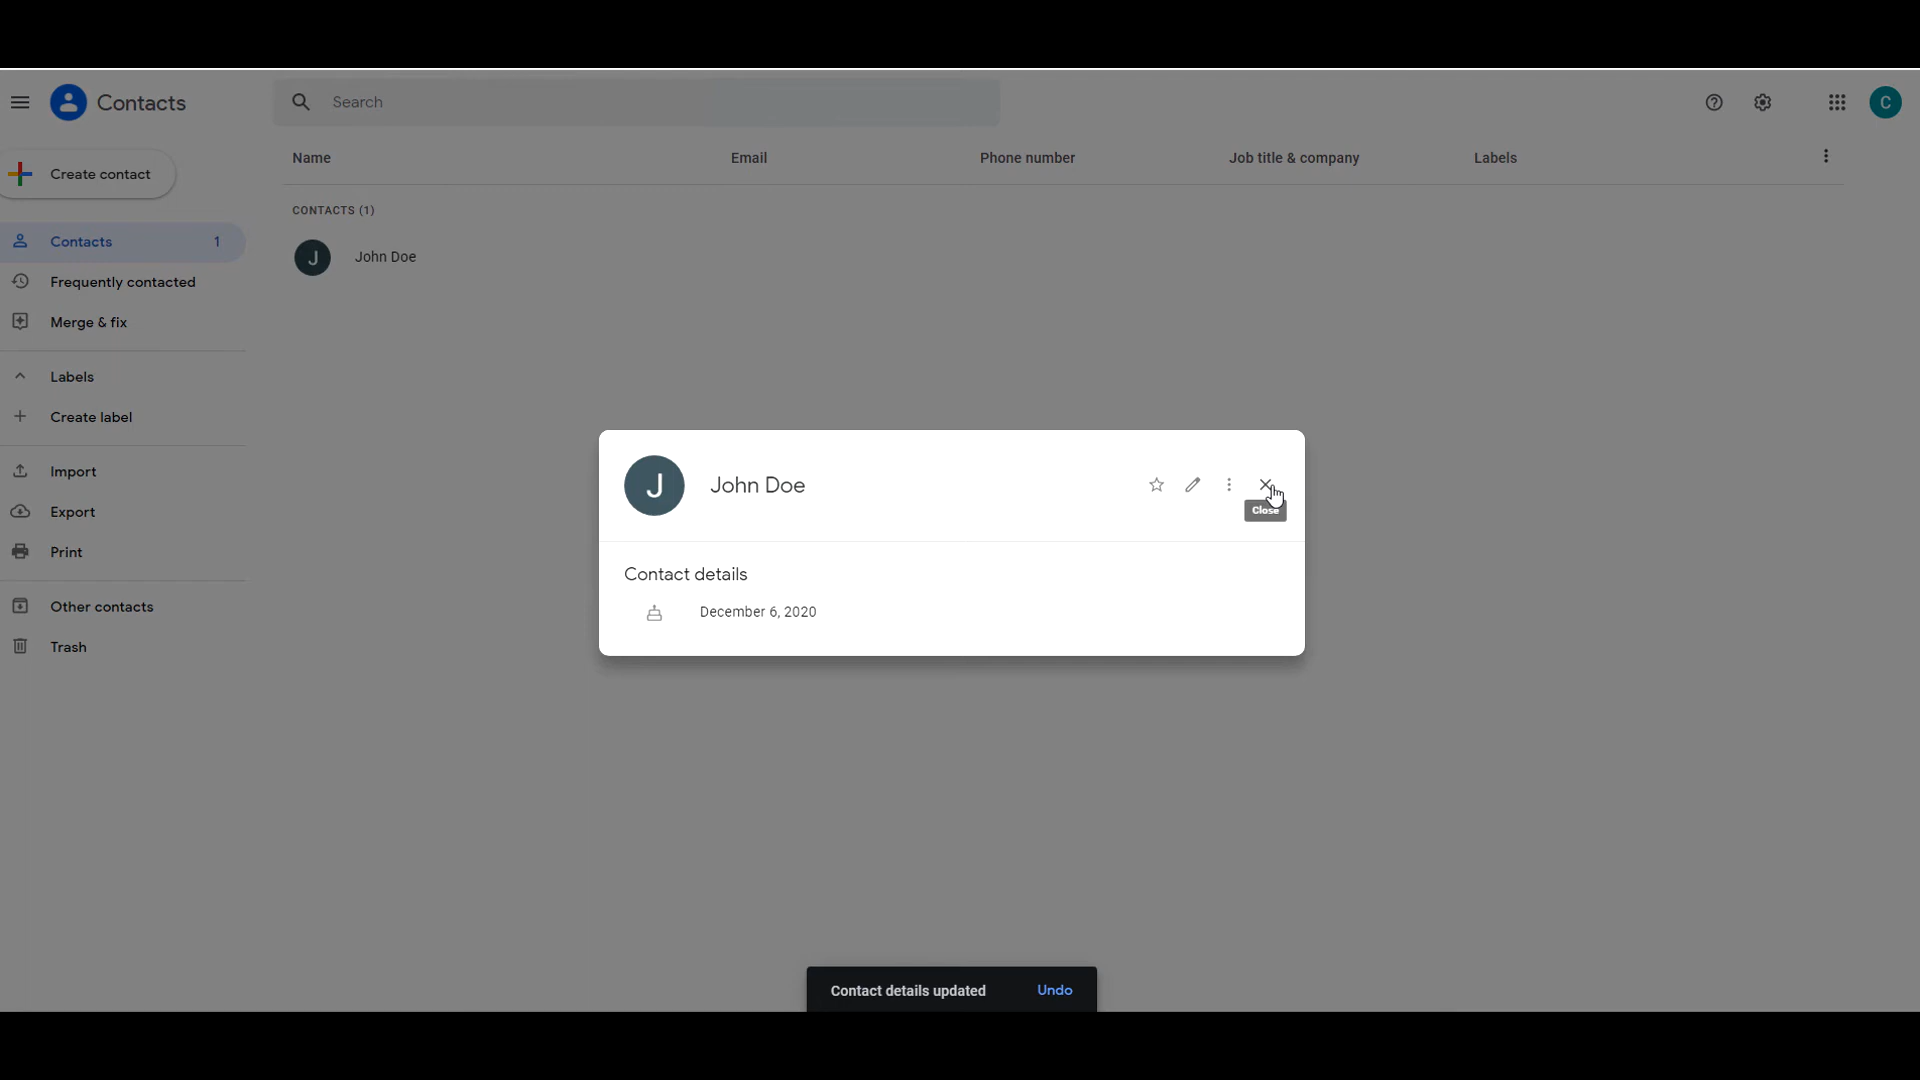 Contacts
Search
C
Create contact
Name Email Phone number Job title & company Labels
CONTACTS (1)
Contacts 1
J John Doe
Frequently contacted
Merge & fix
Labels
Create label
Import
Export
Print
Other contacts
Trash
J John Doe
Close
Contact details
December 6, 2020
Contact details updated Undo